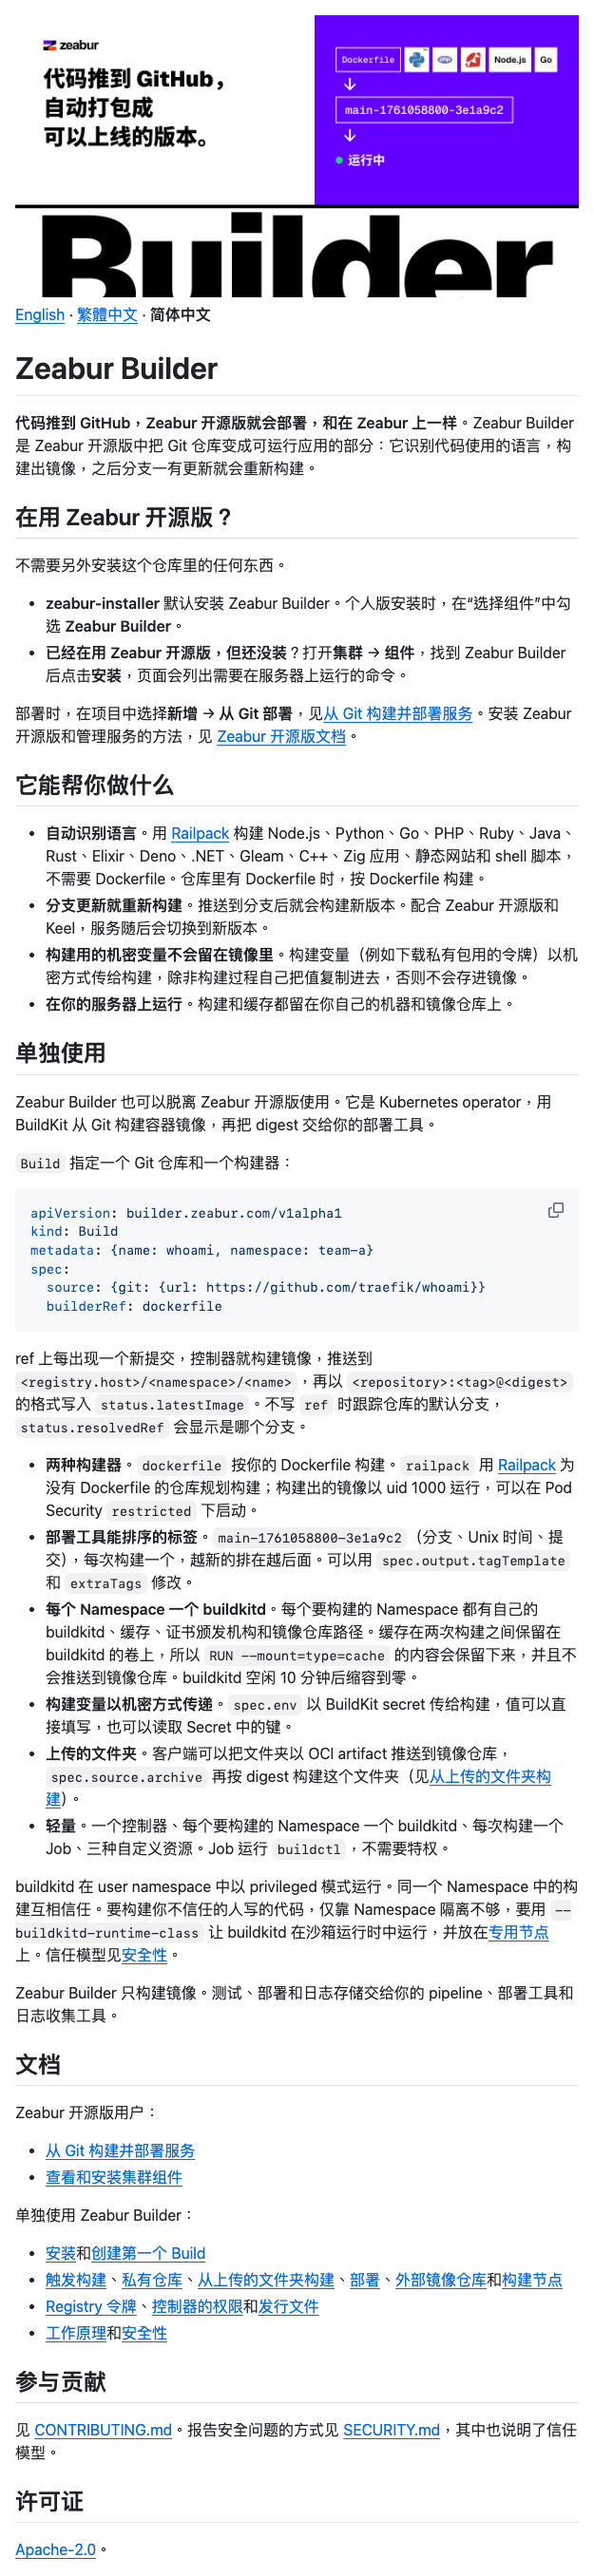 zeabur
代码推到 GitHub，
自动打包成
可以上线的版本。
Dockerfile
php
Node.js
Go
main-1761058800-3e1a9c2
运行中
Builder
English · 繁體中文 · 简体中文
Zeabur Builder
代码推到 GitHub，Zeabur 开源版就会部署，和在 Zeabur 上一样。Zeabur Builder
是 Zeabur 开源版中把 Git 仓库变成可运行应用的部分：它识别代码使用的语言，构
建出镜像，之后分支一有更新就会重新构建。
在用 Zeabur 开源版？
不需要另外安装这个仓库里的任何东西。
• zeabur-installer 默认安装 Zeabur Builder。个人版安装时，在“选择组件”中勾
选 Zeabur Builder。
• 已经在用 Zeabur 开源版，但还没装？打开集群 → 组件，找到 Zeabur Builder
后点击安装，页面会列出需要在服务器上运行的命令。
部署时，在项目中选择新增 → 从 Git 部署，见从 Git 构建并部署服务。安装 Zeabur
开源版和管理服务的方法，见 Zeabur 开源版文档。
它能帮你做什么
• 自动识别语言。用 Railpack 构建 Node.js、Python、Go、PHP、Ruby、Java、
Rust、Elixir、Deno、.NET、Gleam、C++、Zig 应用、静态网站和 shell 脚本，
不需要 Dockerfile。仓库里有 Dockerfile 时，按 Dockerfile 构建。
• 分支更新就重新构建。推送到分支后就会构建新版本。配合 Zeabur 开源版和
Keel，服务随后会切换到新版本。
• 构建用的机密变量不会留在镜像里。构建变量（例如下载私有包用的令牌）以机
密方式传给构建，除非构建过程自己把值复制进去，否则不会存进镜像。
• 在你的服务器上运行。构建和缓存都留在你自己的机器和镜像仓库上。
单独使用
Zeabur Builder 也可以脱离 Zeabur 开源版使用。它是 Kubernetes operator，用
BuildKit 从 Git 构建容器镜像，再把 digest 交给你的部署工具。
Build 指定一个 Git 仓库和一个构建器：
apiVersion: builder.zeabur.com/v1alpha1
kind: Build
metadata: {name: whoami, namespace: team-a}
spec:
  source: {git: {url: https://github.com/traefik/whoami}}
  builderRef: dockerfile
ref 上每出现一个新提交，控制器就构建镜像，推送到
<registry.host>/<namespace>/<name>，再以 <repository>:<tag>@<digest>
的格式写入 status.latestImage。不写 ref 时跟踪仓库的默认分支，
status.resolvedRef 会显示是哪个分支。
• 两种构建器。dockerfile 按你的 Dockerfile 构建。railpack 用 Railpack 为
没有 Dockerfile 的仓库规划构建；构建出的镜像以 uid 1000 运行，可以在 Pod
Security restricted 下启动。
• 部署工具能排序的标签。main-1761058800-3e1a9c2（分支、Unix 时间、提
交），每次构建一个，越新的排在越后面。可以用 spec.output.tagTemplate
和 extraTags 修改。
• 每个 Namespace 一个 buildkitd。每个要构建的 Namespace 都有自己的
buildkitd、缓存、证书颁发机构和镜像仓库路径。缓存在两次构建之间保留在
buildkitd 的卷上，所以 RUN --mount=type=cache 的内容会保留下来，并且不
会推送到镜像仓库。buildkitd 空闲 10 分钟后缩容到零。
• 构建变量以机密方式传递。spec.env 以 BuildKit secret 传给构建，值可以直
接填写，也可以读取 Secret 中的键。
• 上传的文件夹。客户端可以把文件夹以 OCI artifact 推送到镜像仓库，
spec.source.archive 再按 digest 构建这个文件夹（见从上传的文件夹构
建）。
• 轻量。一个控制器、每个要构建的 Namespace 一个 buildkitd、每次构建一个
Job、三种自定义资源。Job 运行 buildctl，不需要特权。
buildkitd 在 user namespace 中以 privileged 模式运行。同一个 Namespace 中的构
建互相信任。要构建你不信任的人写的代码，仅靠 Namespace 隔离不够，要用 --
buildkitd-runtime-class 让 buildkitd 在沙箱运行时中运行，并放在专用节点
上。信任模型见安全性。
Zeabur Builder 只构建镜像。测试、部署和日志存储交给你的 pipeline、部署工具和
日志收集工具。
文档
Zeabur 开源版用户：
• 从 Git 构建并部署服务
• 查看和安装集群组件
单独使用 Zeabur Builder：
• 安装和创建第一个 Build
• 触发构建、私有仓库、从上传的文件夹构建、部署、外部镜像仓库和构建节点
• Registry 令牌、控制器的权限和发行文件
• 工作原理和安全性
参与贡献
见 CONTRIBUTING.md。报告安全问题的方式见 SECURITY.md，其中也说明了信任
模型。
许可证
Apache-2.0。